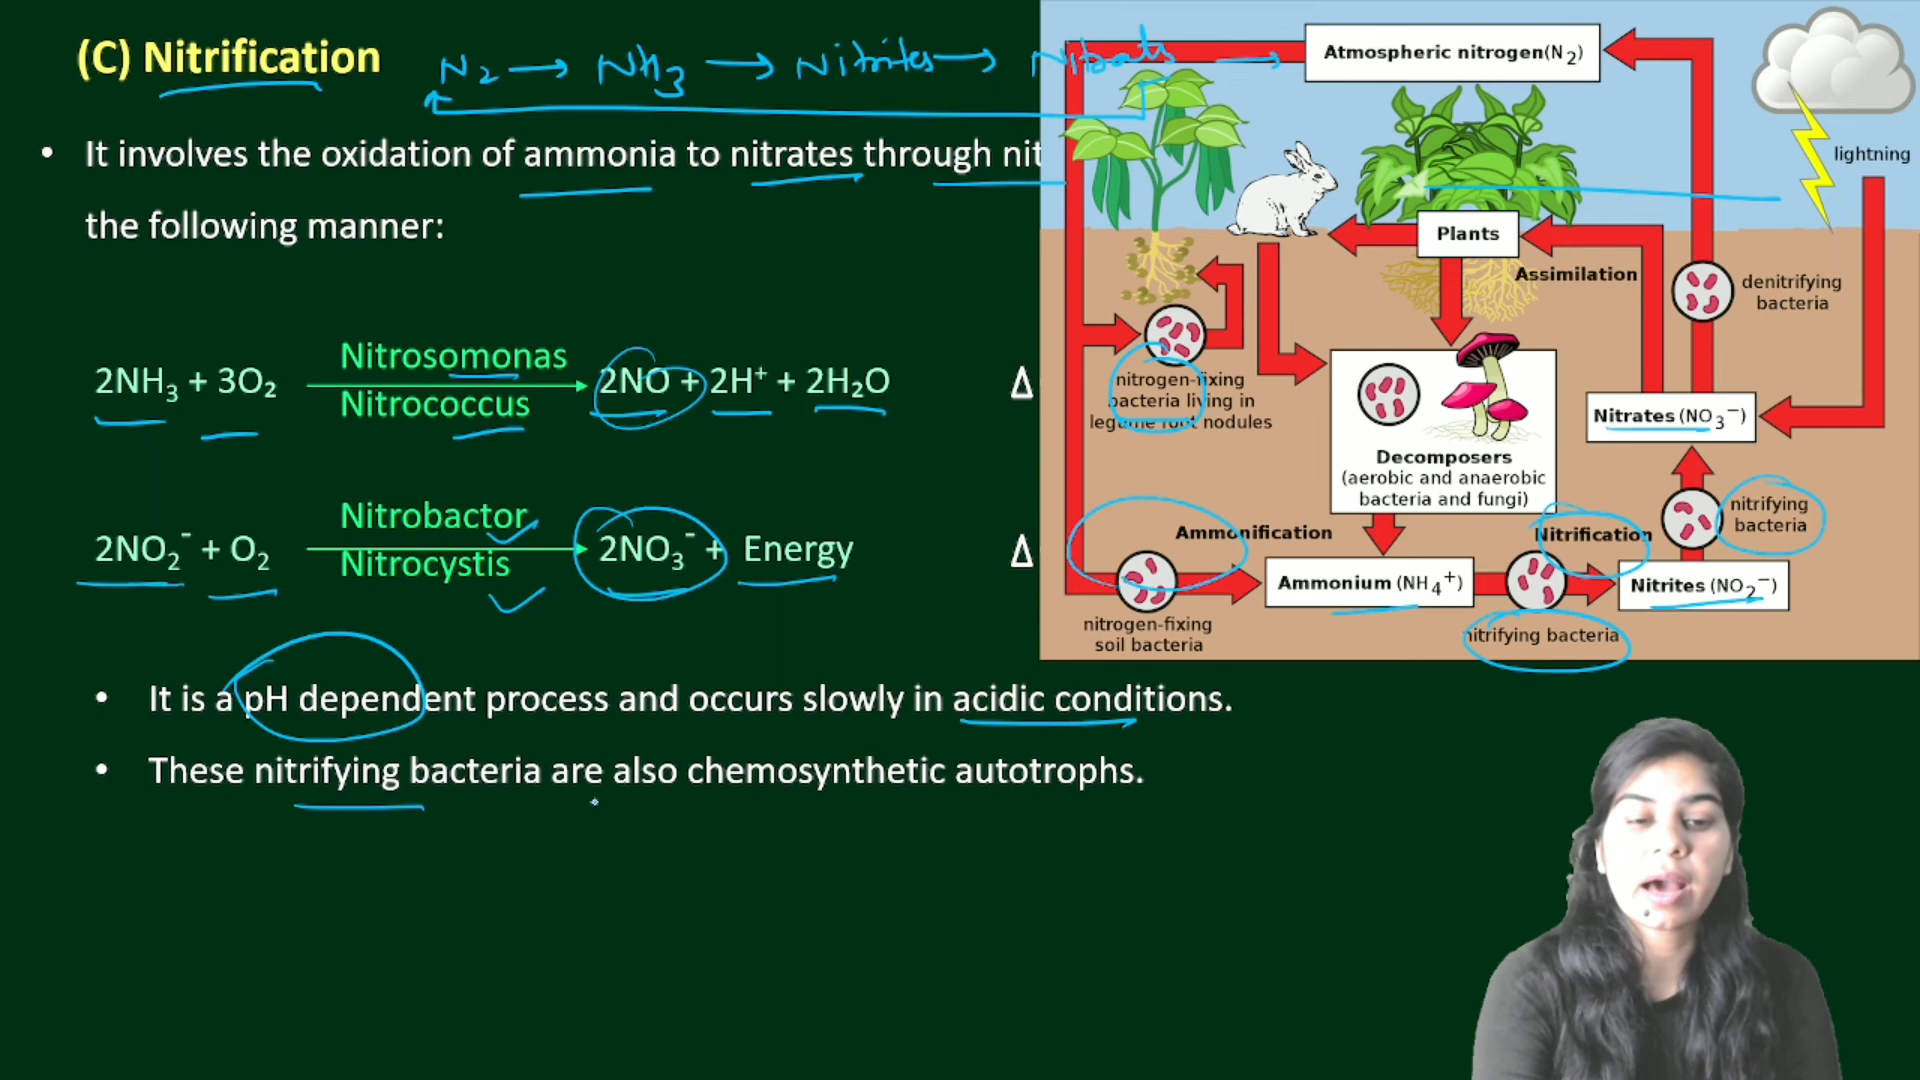 (C) Nitrification
N2 → NH3 → Nitrites → Nitrats →
• It involves the oxidation of ammonia to nitrates through nit
the following manner:
Nitrosomonas
2NH₃ + 3O₂ 2NO + 2H⁺ + 2H₂O Δ
Nitrococcus
Nitrobactor
2NO₂⁻ + O₂ 2NO₃⁻ + Energy Δ
Nitrocystis
• It is a pH dependent process and occurs slowly in acidic conditions.
• These nitrifying bacteria are also chemosynthetic autotrophs.
Atmospheric nitrogen(N₂)
lightning
Plants
Assimilation
denitrifying
bacteria
nitrogen-fixing
bacteria living in
legume root nodules
Decomposers
(aerobic and anaerobic
bacteria and fungi)
Nitrates (NO₃⁻)
nitrifying
bacteria
Ammonification
Nitrification
Ammonium (NH₄⁺)
Nitrites (NO₂⁻)
nitrogen-fixing
soil bacteria
nitrifying bacteria